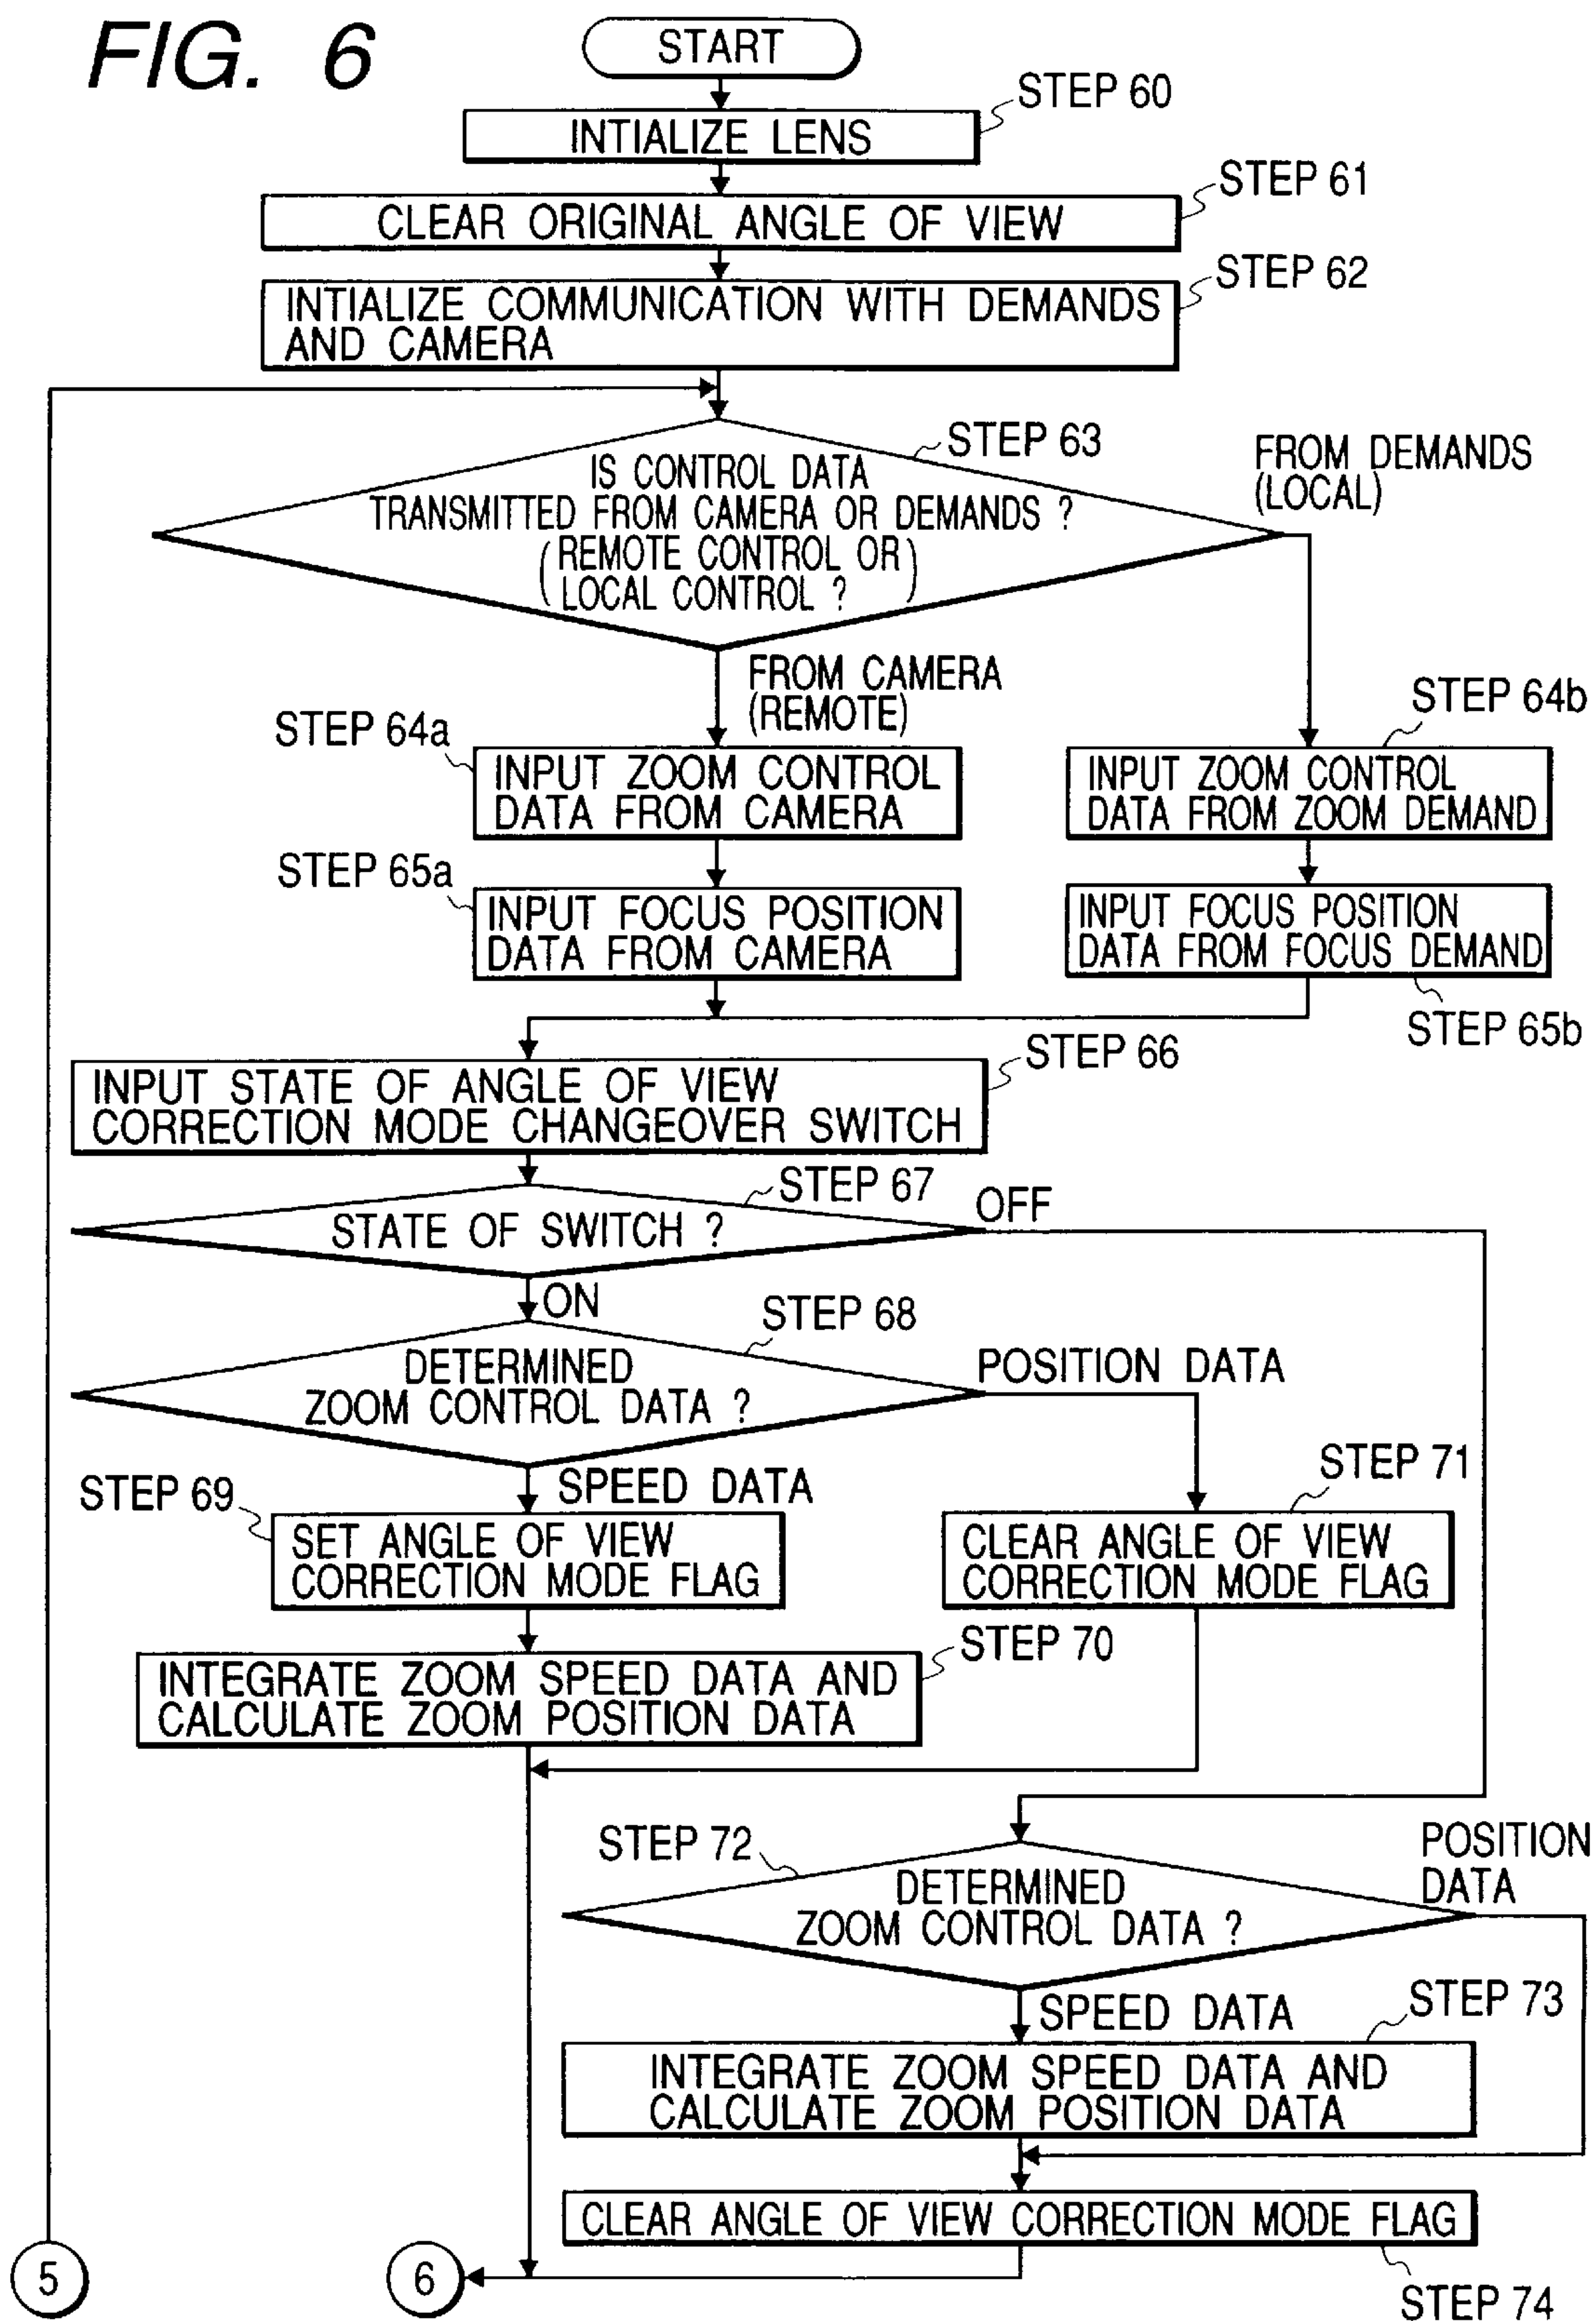 FIG. 6
START
STEP 60
INTIALIZE LENS
STEP 61
CLEAR ORIGINAL ANGLE OF VIEW
STEP 62
INTIALIZE COMMUNICATION WITH DEMANDS
AND CAMERA
STEP 63
IS CONTROL DATA
TRANSMITTED FROM CAMERA OR DEMANDS ?
(REMOTE CONTROL OR
LOCAL CONTROL ?)
FROM DEMANDS
(LOCAL)
FROM CAMERA
(REMOTE)
STEP 64a
INPUT ZOOM CONTROL
DATA FROM CAMERA
STEP 64b
INPUT ZOOM CONTROL
DATA FROM ZOOM DEMAND
STEP 65a
INPUT FOCUS POSITION
DATA FROM CAMERA
INPUT FOCUS POSITION
DATA FROM FOCUS DEMAND
STEP 65b
STEP 66
INPUT STATE OF ANGLE OF VIEW
CORRECTION MODE CHANGEOVER SWITCH
STEP 67
STATE OF SWITCH ?
OFF
ON
STEP 68
DETERMINED
ZOOM CONTROL DATA ?
POSITION DATA
SPEED DATA
STEP 69
SET ANGLE OF VIEW
CORRECTION MODE FLAG
STEP 71
CLEAR ANGLE OF VIEW
CORRECTION MODE FLAG
STEP 70
INTEGRATE ZOOM SPEED DATA AND
CALCULATE ZOOM POSITION DATA
STEP 72
DETERMINED
ZOOM CONTROL DATA ?
POSITION
DATA
SPEED DATA
STEP 73
INTEGRATE ZOOM SPEED DATA AND
CALCULATE ZOOM POSITION DATA
CLEAR ANGLE OF VIEW CORRECTION MODE FLAG
STEP 74
5
6